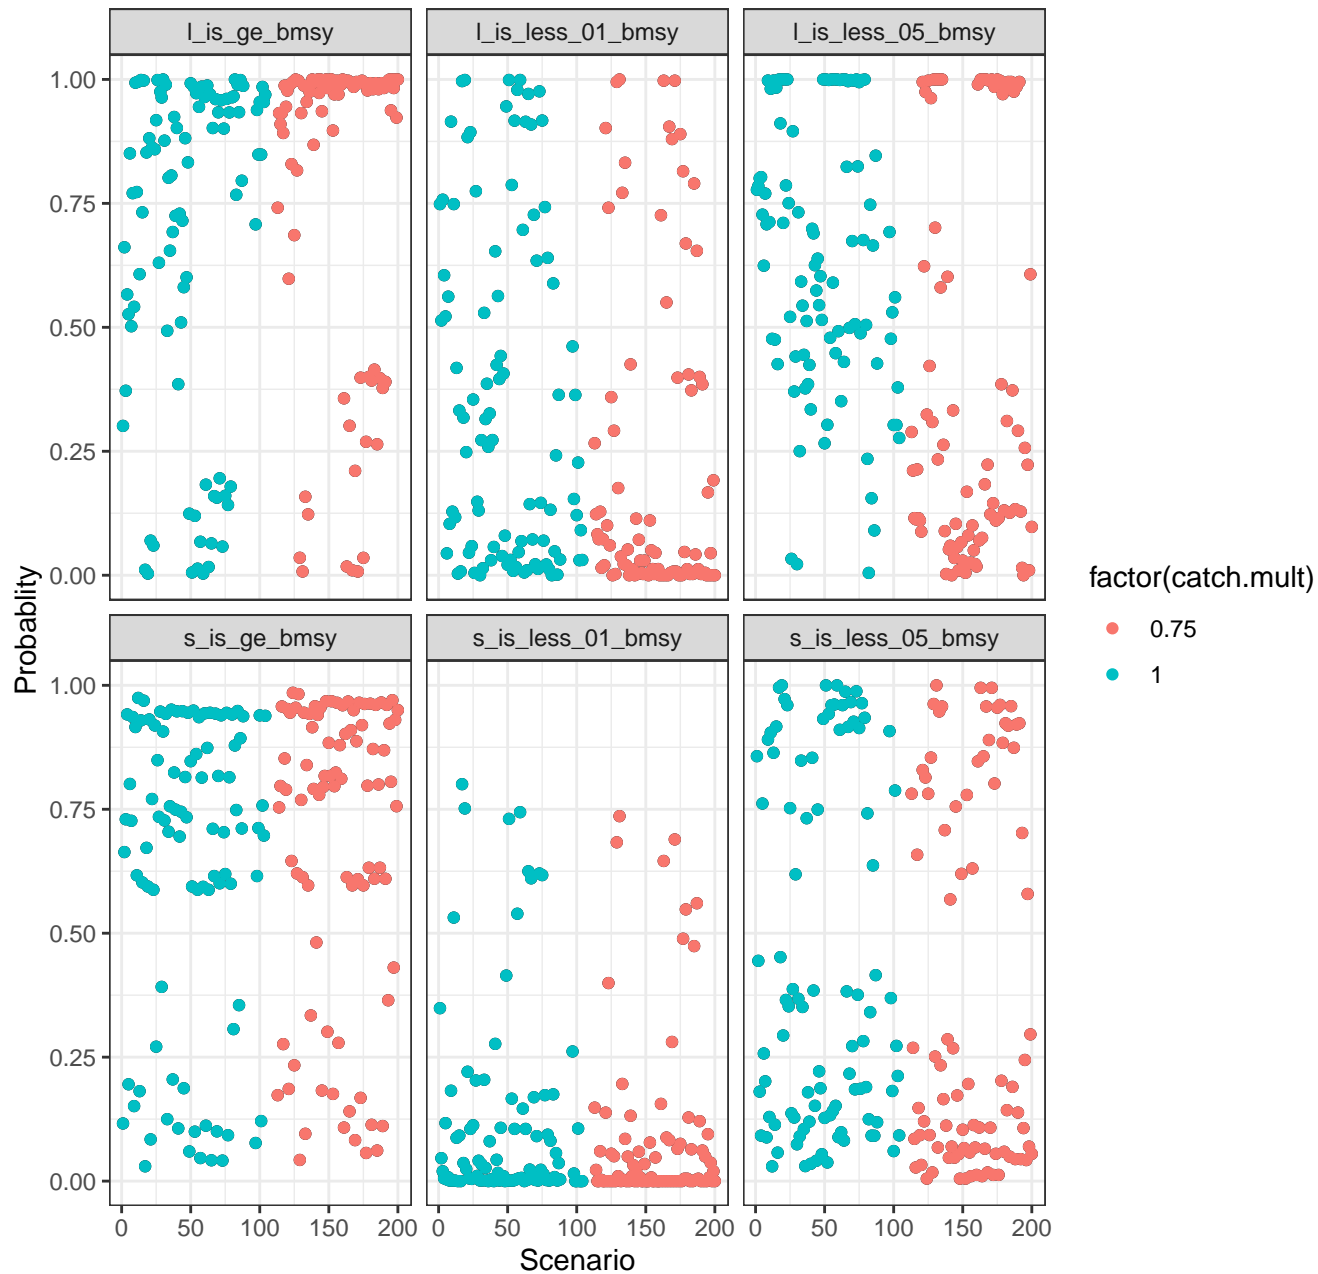 l_is_ge_bmsy
l_is_less_01_bmsy
l_is_less_05_bmsy
1.00
0.75
0.50
0.25
0.00
s_is_ge_bmsy
s_is_less_01_bmsy
s_is_less_05_bmsy
1.00
0.75
0.50
0.25
0.00
0 50 100 150 200
0 50 100 150 200
0 50 100 150 200
Scenario
Probablity
factor(catch.mult)
0.75
1